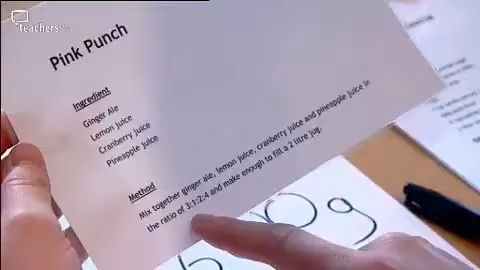 teachers
Pink Punch
Ingredient
Ginger Ale
Lemon juice
Cranberry juice
Pineapple juice
Method
Mix together ginger ale, lemon juice, cranberry juice and pineapple juice in
the ratio of 3:1:2:4 and make enough to fill a 2 litre jug.